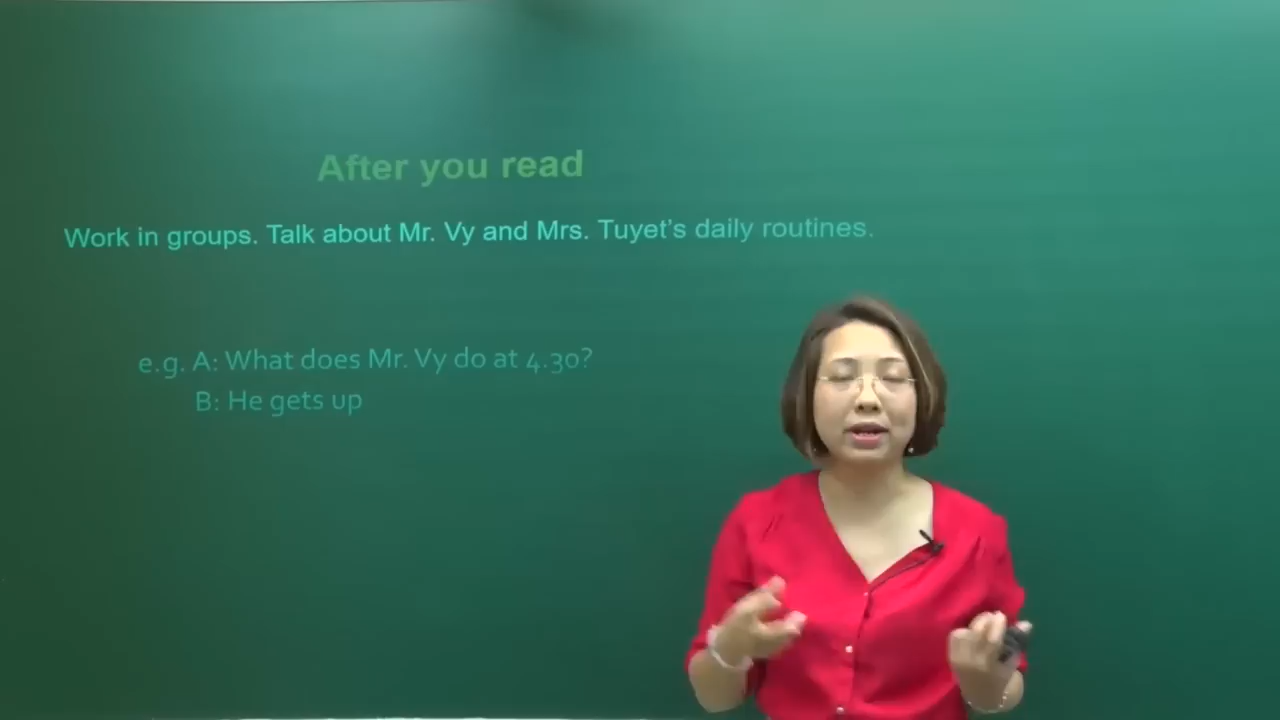 After you read
Work in groups. Talk about Mr. Vy and Mrs. Tuyet's daily routines.
e.g. A: What does Mr. Vy do at 4.30?
B: He gets up